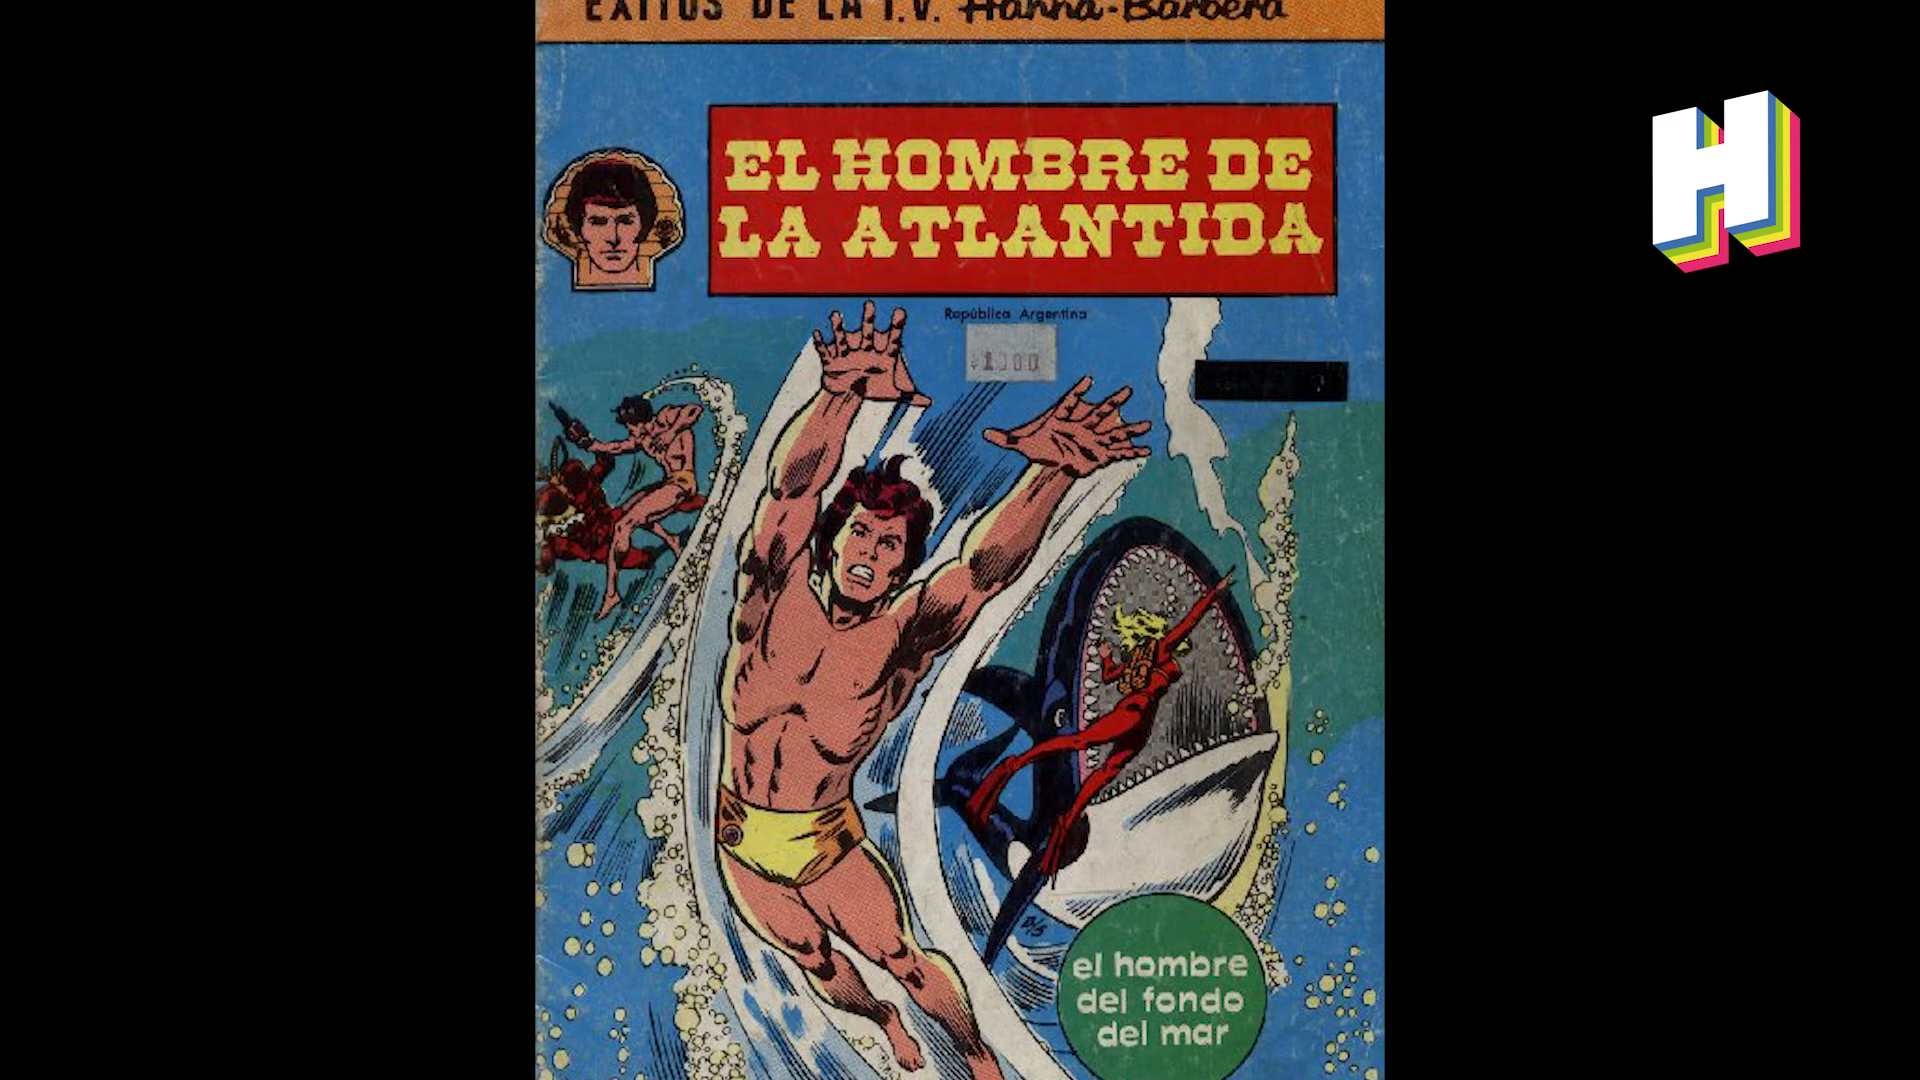 EXITOS DE LA T.V. Hanna-Barbera
EL HOMBRE DE
LA ATLANTIDA
República Argentina
el hombre
del fondo
del mar
H